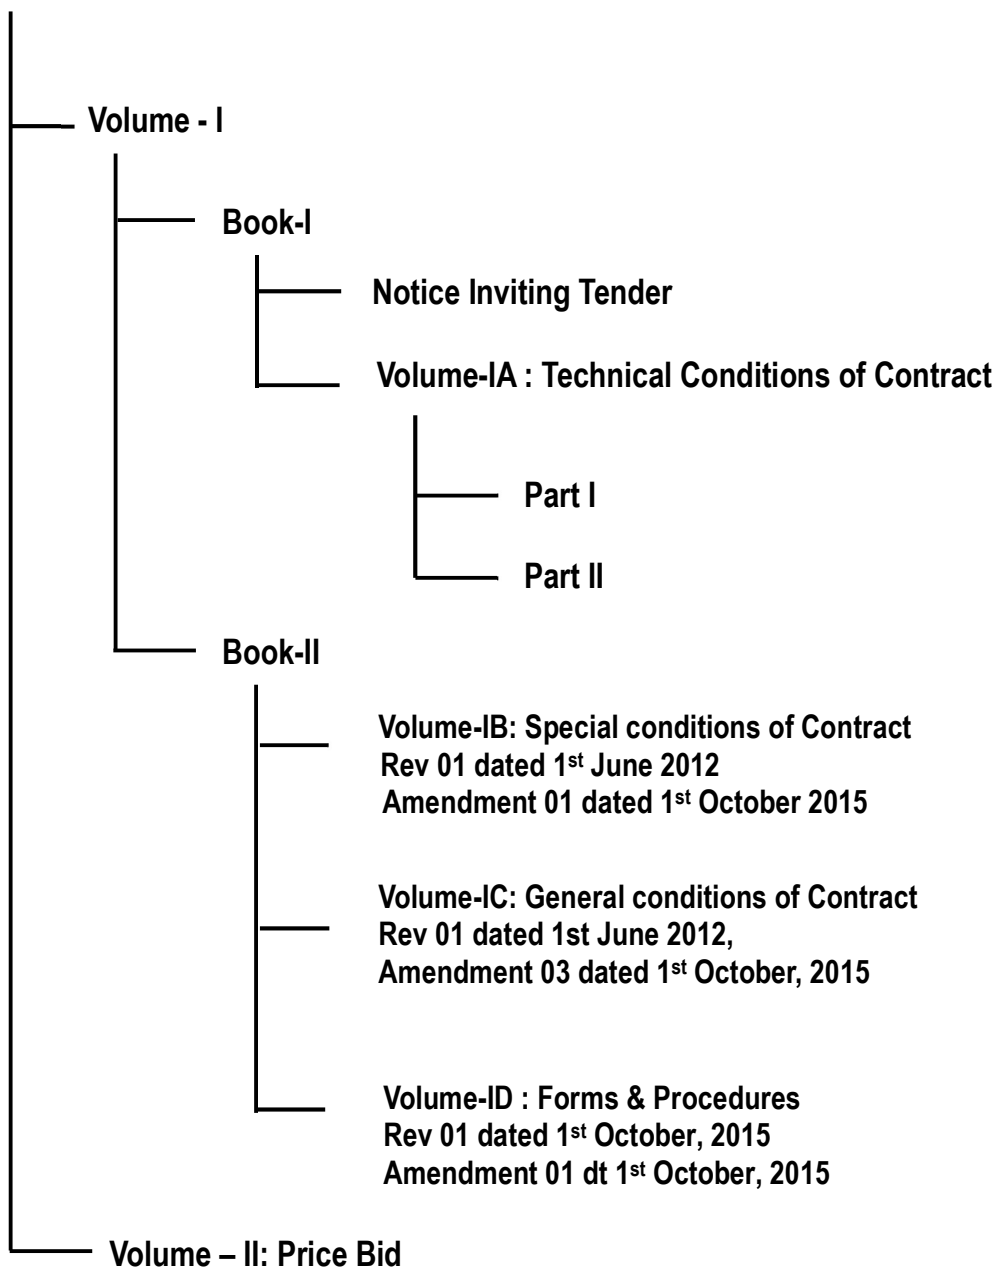 Volume - I
Book-I
Notice Inviting Tender
Volume-IA : Technical Conditions of Contract
Part I
Part II
Book-II
Volume-IB: Special conditions of Contract
Rev 01 dated 1st June 2012
Amendment 01 dated 1st October 2015
Volume-IC: General conditions of Contract
Rev 01 dated 1st June 2012,
Amendment 03 dated 1st October, 2015
Volume-ID : Forms & Procedures
Rev 01 dated 1st October, 2015
Amendment 01 dt 1st October, 2015
Volume – II: Price Bid